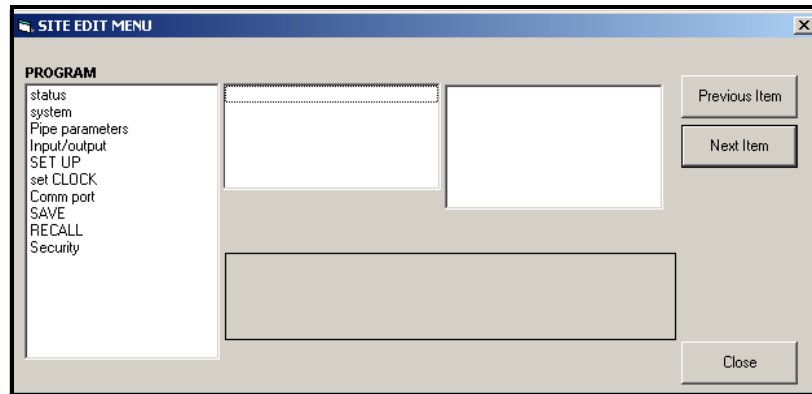 SITE EDIT MENU
PROGRAM
status
system
Pipe parameters
Input/output
SET UP
set CLOCK
Comm port
SAVE
RECALL
Security
Previous Item
Next Item
Close